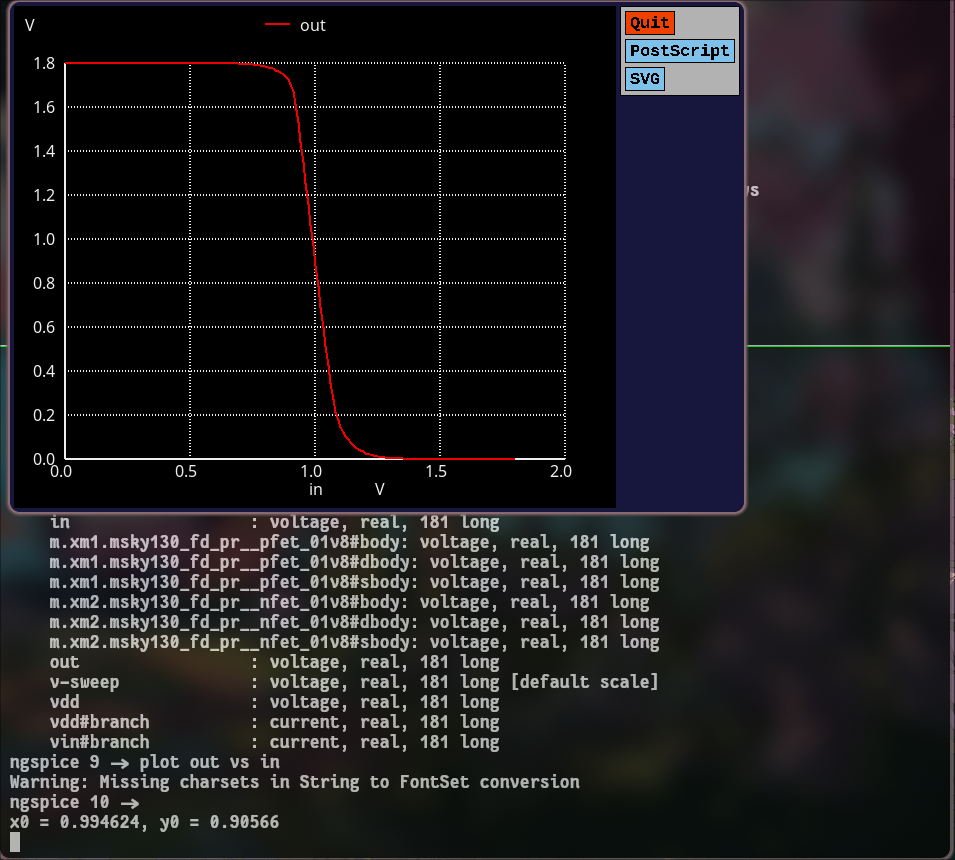 V
out
Quit
PostScript
SVG
1.8
1.6
1.4
1.2
1.0
0.8
0.6
0.4
0.2
0.0
0.0 0.5 1.0 1.5 2.0
in V
in : voltage, real, 181 long
m.xm1.msky130_fd_pr__pfet_01v8#body: voltage, real, 181 long
m.xm1.msky130_fd_pr__pfet_01v8#dbody: voltage, real, 181 long
m.xm1.msky130_fd_pr__pfet_01v8#sbody: voltage, real, 181 long
m.xm2.msky130_fd_pr__nfet_01v8#body: voltage, real, 181 long
m.xm2.msky130_fd_pr__nfet_01v8#dbody: voltage, real, 181 long
m.xm2.msky130_fd_pr__nfet_01v8#sbody: voltage, real, 181 long
out : voltage, real, 181 long
v-sweep : voltage, real, 181 long [default scale]
vdd : voltage, real, 181 long
vdd#branch : current, real, 181 long
vin#branch : current, real, 181 long
ngspice 9 -> plot out vs in
Warning: Missing charsets in String to FontSet conversion
ngspice 10 ->
x0 = 0.994624, y0 = 0.90566